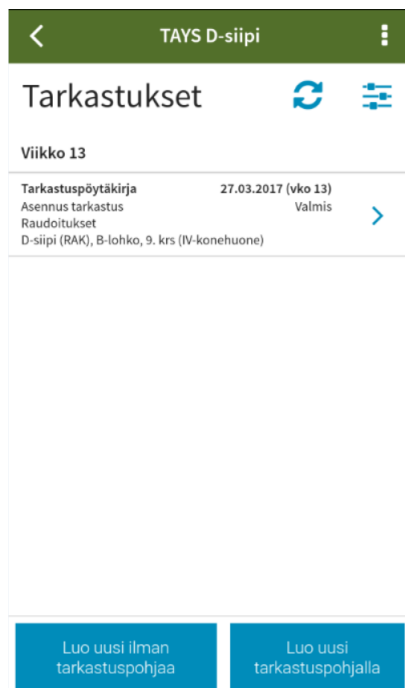 TAYS D-siipi
Tarkastukset
Viikko 13
Tarkastuspöytäkirja 27.03.2017 (vko 13)
Asennus tarkastus Valmis
Raudoitukset
D-siipi (RAK), B-lohko, 9. krs (IV-konehuone)
Luo uusi ilman
tarkastuspohjaa
Luo uusi
tarkastuspohjalla